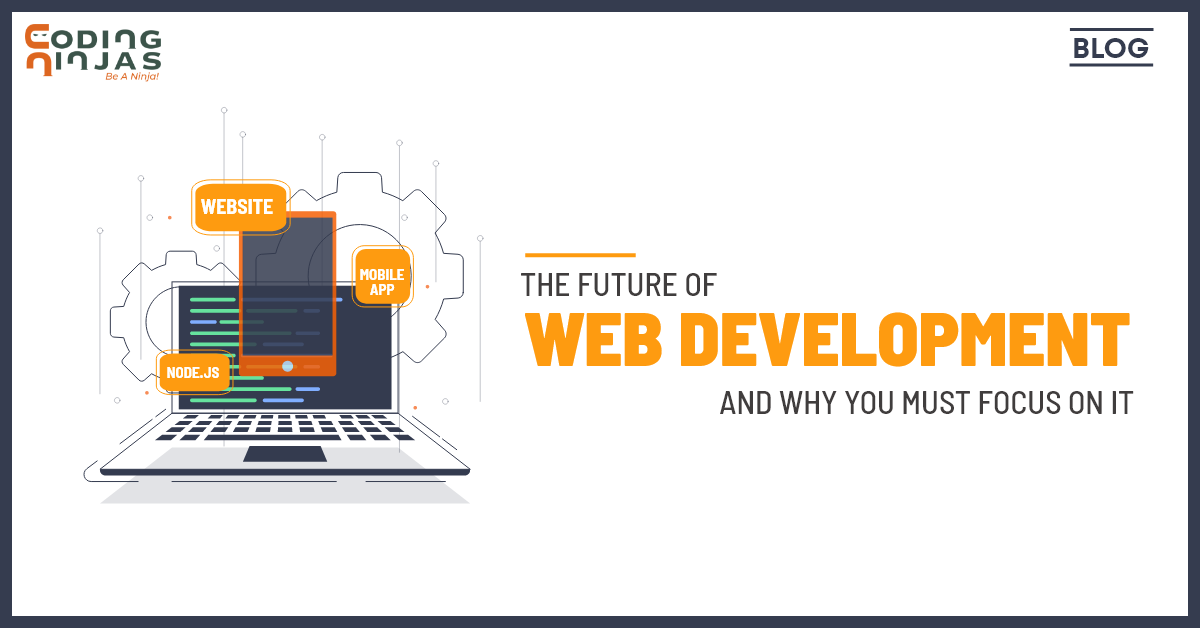 CODING
NINJAS
Be A Ninja!
BLOG
WEBSITE
MOBILE
APP
NODE.JS
THE FUTURE OF
WEB DEVELOPMENT
AND WHY YOU MUST FOCUS ON IT